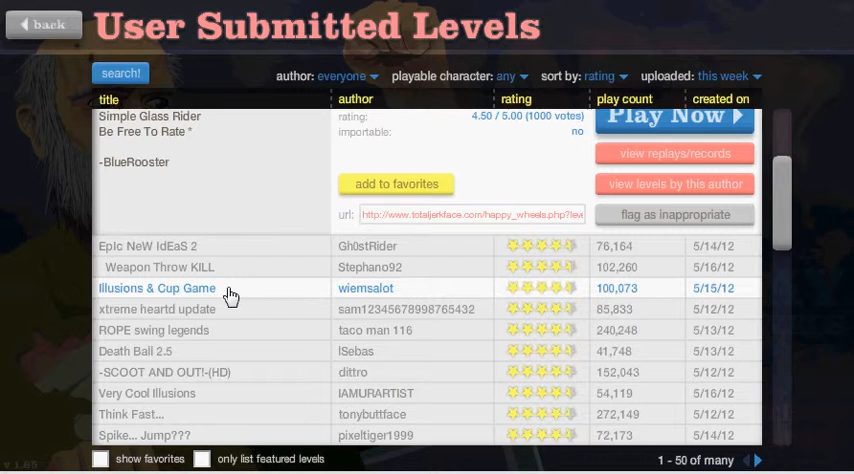 back
User Submitted Levels
search!
author: everyone playable character: any sort by: rating uploaded: this week
title author rating play count created on
Simple Glass Rider
Be Free To Rate *
-BlueRooster
rating: 4.50 / 5.00 (1000 votes)
importable: no
add to favorites
url: http://www.totaljerkface.com/happy_wheels.php?leve
Play Now
view replays/records
view levels by this author
flag as inappropriate
EpIc NeW IdEaS 2 Gh0stRider 76,164 5/14/12
Weapon Throw KILL Stephano92 102,260 5/16/12
Illusions & Cup Game wiemsalot 100,073 5/15/12
xtreme heartd update sam12345678998765432 85,833 5/12/12
ROPE swing legends taco man 116 240,248 5/13/12
Death Ball 2.5 lSebas 41,748 5/13/12
-SCOOT AND OUT!-(HD) dittro 152,043 5/12/12
Very Cool Illusions IAMURARTIST 54,119 5/16/12
Think Fast... tonybuttface 272,149 5/12/12
Spike... Jump??? pixeltiger1999 72,173 5/14/12
show favorites only list featured levels 1 - 50 of many